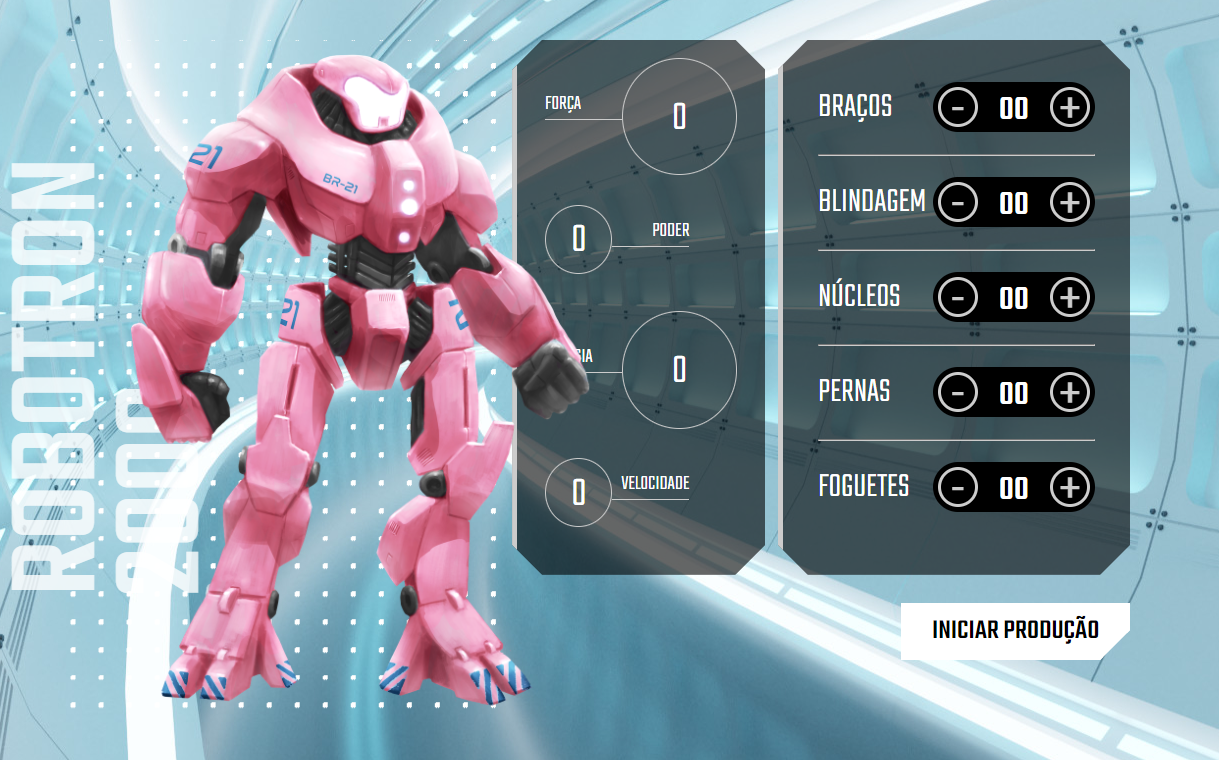 ROBOTRON
2000
21
BR-21
21
FORÇA
0
0
PODER
0
0
VELOCIDADE
BRAÇOS
- 00 +
BLINDAGEM
- 00 +
NÚCLEOS
- 00 +
PERNAS
- 00 +
FOGUETES
- 00 +
INICIAR PRODUÇÃO